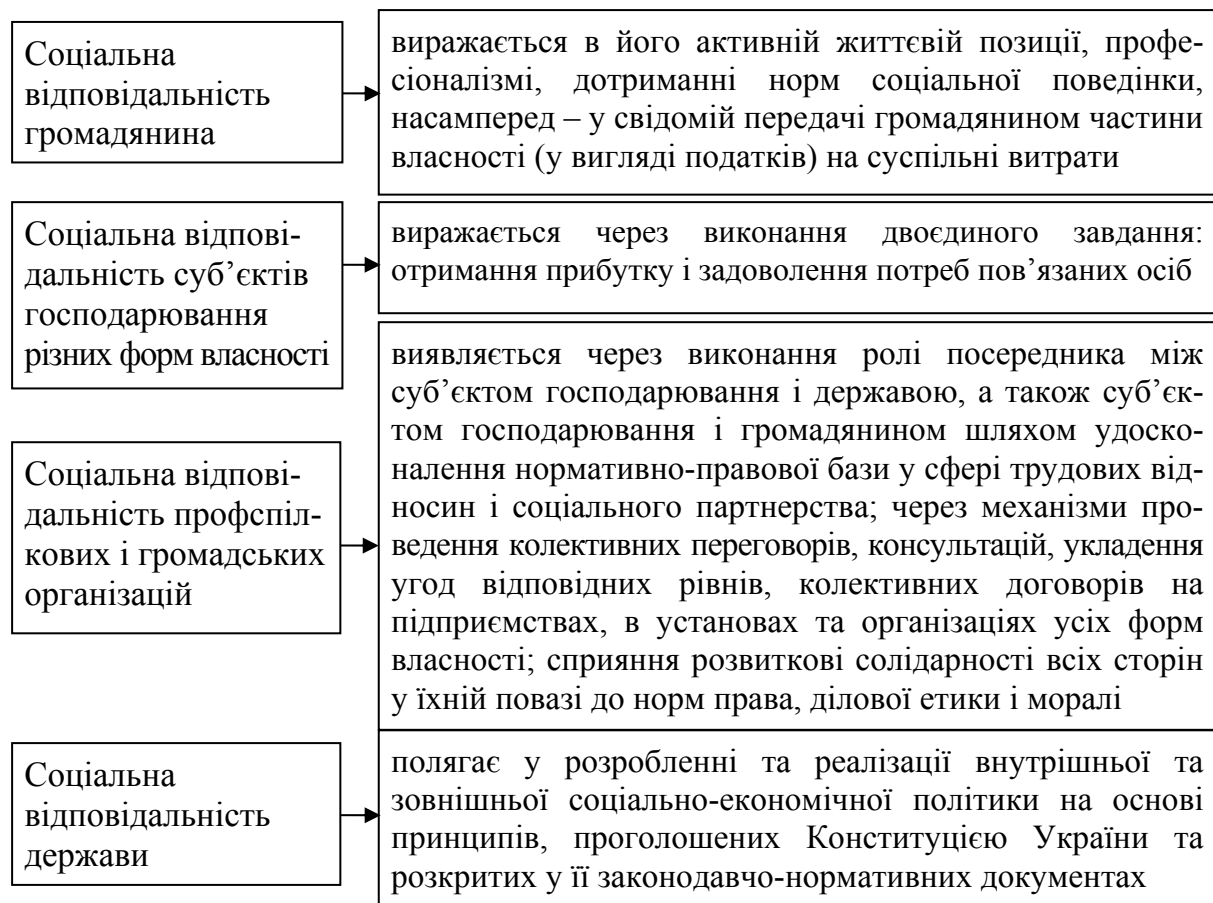 Соціальна
відповідальність
громадянина
виражається в його активній життєвій позиції, профе-
сіоналізмі, дотриманні норм соціальної поведінки,
насамперед – у свідомій передачі громадянином частини
власності (у вигляді податків) на суспільні витрати
Соціальна відпові-
дальність суб’єктів
господарювання
різних форм власності
виражається через виконання двоєдиного завдання:
отримання прибутку і задоволення потреб пов’язаних осіб
Соціальна відпові-
дальність профспіл-
кових і громадських
організацій
виявляється через виконання ролі посередника між
суб’єктом господарювання і державою, а також суб’єк-
том господарювання і громадянином шляхом удоско-
налення нормативно-правової бази у сфері трудових від-
носин і соціального партнерства; через механізми про-
ведення колективних переговорів, консультацій, укладення
угод відповідних рівнів, колективних договорів на
підприємствах, в установах та організаціях усіх форм
власності; сприяння розвиткові солідарності всіх сторін
у їхній повазі до норм права, ділової етики і моралі
Соціальна
відповідальність
держави
полягає у розробленні та реалізації внутрішньої та
зовнішньої соціально-економічної політики на основі
принципів, проголошених Конституцією України та
розкритих у її законодавчо-нормативних документах